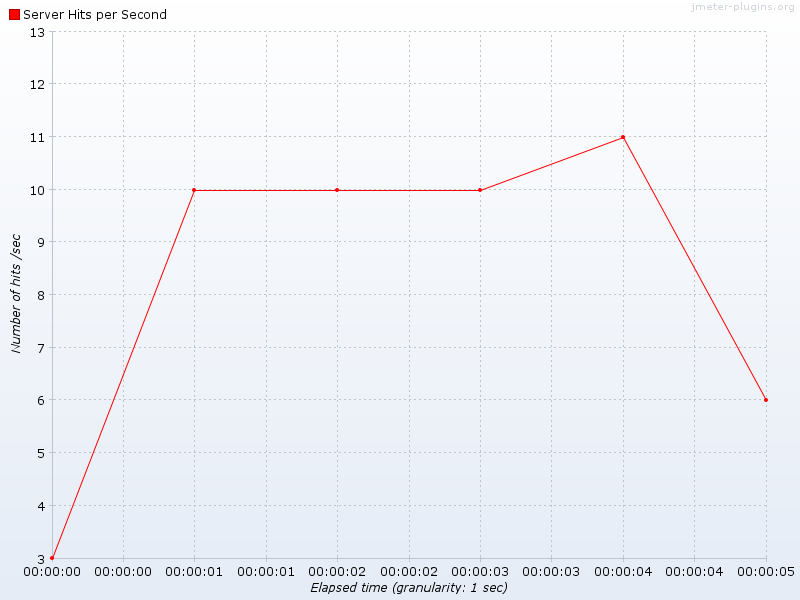 jmeter-plugins.org
Server Hits per Second
13
12
11
10
9
8
7
6
5
4
3
Number of hits /sec
00:00:00 00:00:00 00:00:01 00:00:01 00:00:02 00:00:02 00:00:03 00:00:03 00:00:04 00:00:04 00:00:05
Elapsed time (granularity: 1 sec)